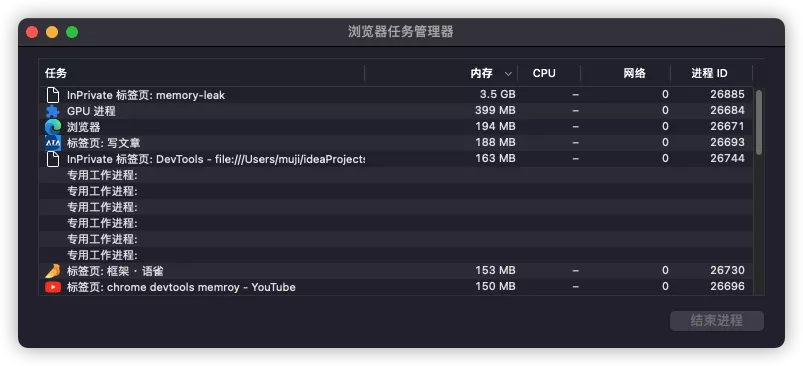 浏览器任务管理器
任务 内存 CPU 网络 进程 ID
InPrivate 标签页: memory-leak 3.5 GB – 0 26885
GPU 进程 399 MB – 0 26684
浏览器 194 MB – 0 26671
ATA 标签页: 写文章 188 MB – 0 26693
InPrivate 标签页: DevTools - file:///Users/muji/ideaProjects 163 MB – 0 26744
专用工作进程:
专用工作进程:
专用工作进程:
专用工作进程:
专用工作进程:
专用工作进程:
标签页: 框架 · 语雀 153 MB – 0 26730
标签页: chrome devtools memroy - YouTube 150 MB – 0 26696
结束进程